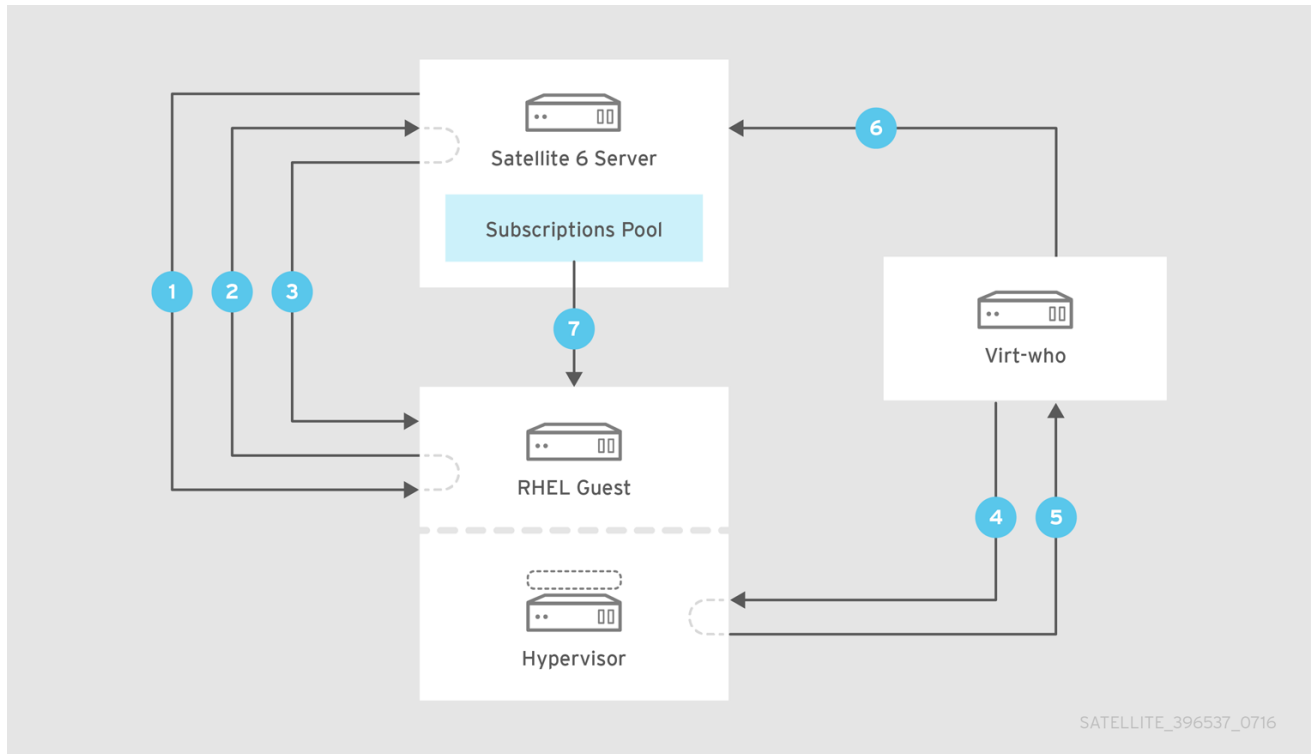 Satellite 6 Server
6
Subscriptions Pool
1
2
3
7
Virt-who
RHEL Guest
4
5
Hypervisor
SATELLITE_396537_0716